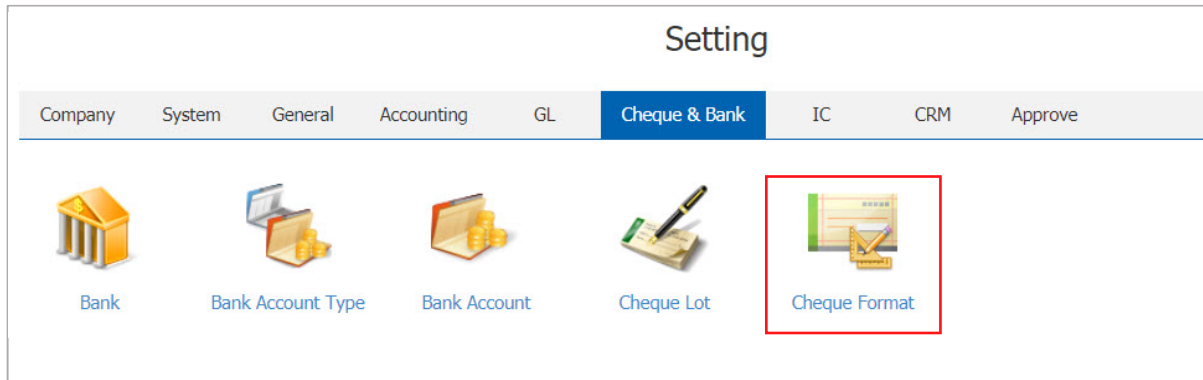 Setting
Company System General Accounting GL Cheque & Bank IC CRM Approve
Bank Bank Account Type Bank Account Cheque Lot Cheque Format